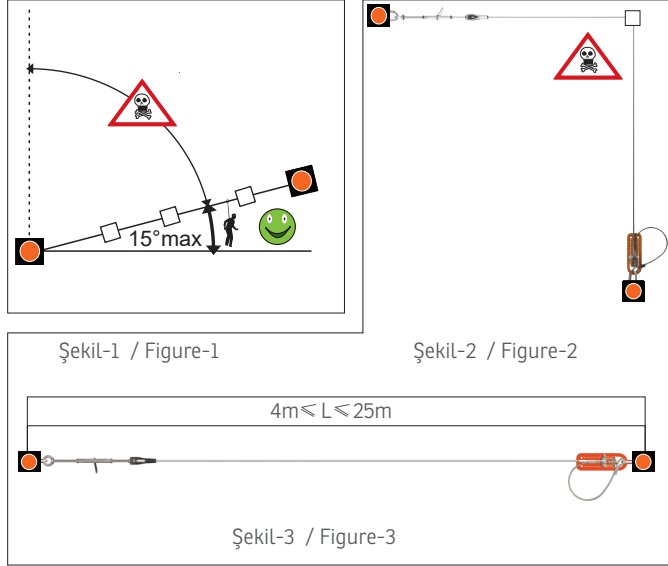 15°max
Şekil-1 / Figure-1
Şekil-2 / Figure-2
4m⩽ L ⩽ 25m
Şekil-3 / Figure-3